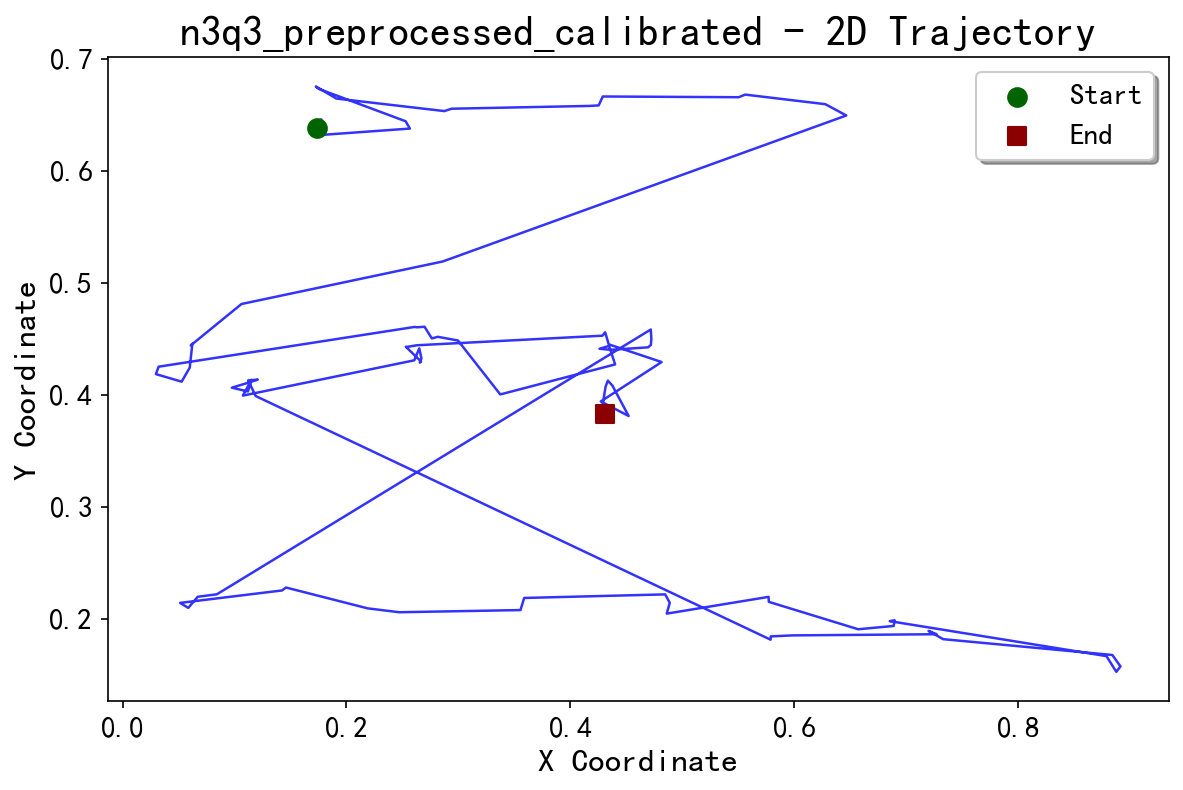 n3q3_preprocessed_calibrated - 2D Trajectory
Start
End
0.7
0.6
0.5
0.4
0.3
0.2
Y Coordinate
0.0 0.2 0.4 0.6 0.8
X Coordinate